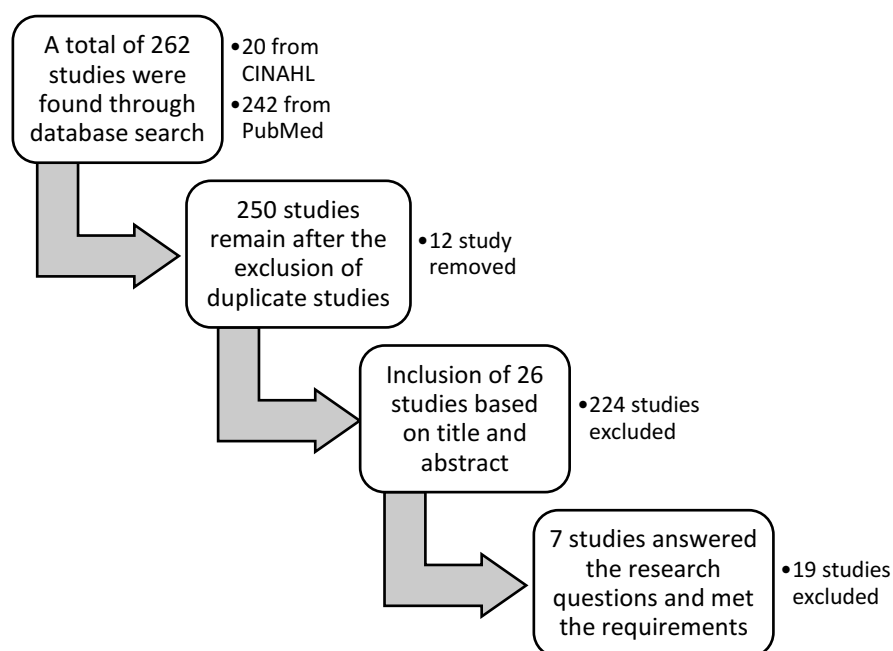 A total of 262
studies were
found through
database search
•20 from
CINAHL
•242 from
PubMed
250 studies
remain after the
exclusion of
duplicate studies
•12 study
removed
Inclusion of 26
studies based
on title and
abstract
•224 studies
excluded
7 studies answered
the research
questions and met
the requirements
•19 studies
excluded